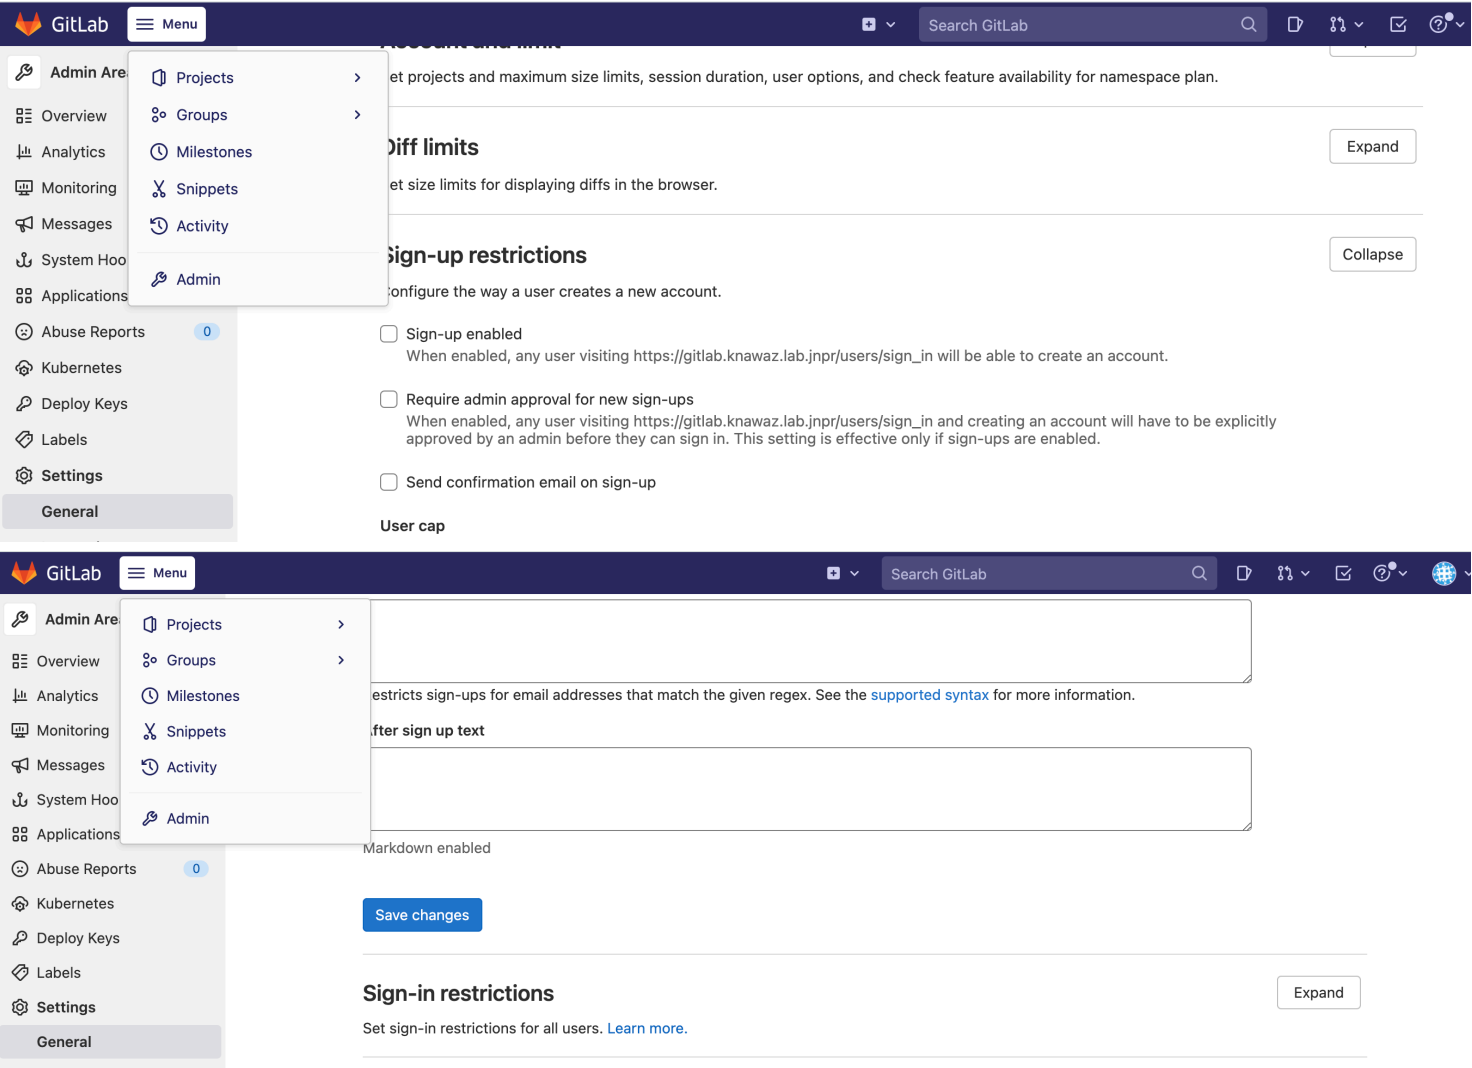 GitLab
Menu
Search GitLab
Admin Area
Overview
Analytics
Monitoring
Messages
System Hoo
Applications
Abuse Reports 0
Kubernetes
Deploy Keys
Labels
Settings
General
Projects
Groups
Milestones
Snippets
Activity
Admin
Account and limit
et projects and maximum size limits, session duration, user options, and check feature availability for namespace plan.
Diff limits
Expand
et size limits for displaying diffs in the browser.
Sign-up restrictions
Collapse
onfigure the way a user creates a new account.
Sign-up enabled
When enabled, any user visiting https://gitlab.knawaz.lab.jnpr/users/sign_in will be able to create an account.
Require admin approval for new sign-ups
When enabled, any user visiting https://gitlab.knawaz.lab.jnpr/users/sign_in and creating an account will have to be explicitly
approved by an admin before they can sign in. This setting is effective only if sign-ups are enabled.
Send confirmation email on sign-up
User cap
GitLab
Menu
Search GitLab
Admin Area
Overview
Analytics
Monitoring
Messages
System Hoo
Applications
Abuse Reports 0
Kubernetes
Deploy Keys
Labels
Settings
General
Projects
Groups
Milestones
Snippets
Activity
Admin
estricts sign-ups for email addresses that match the given regex. See the supported syntax for more information.
After sign up text
Markdown enabled
Save changes
Sign-in restrictions
Expand
Set sign-in restrictions for all users. Learn more.